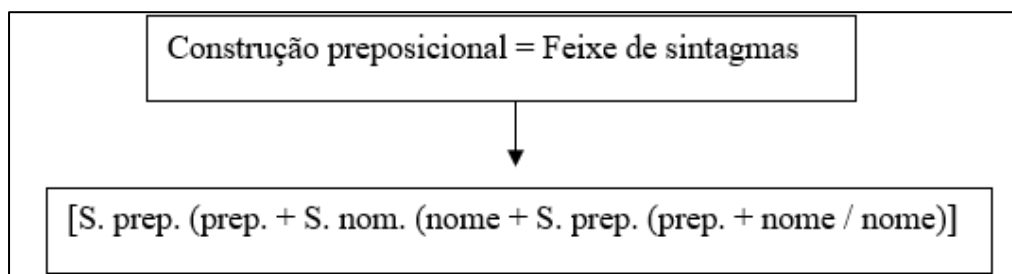 Construção preposicional = Feixe de sintagmas
[S. prep. (prep. + S. nom. (nome + S. prep. (prep. + nome / nome)]